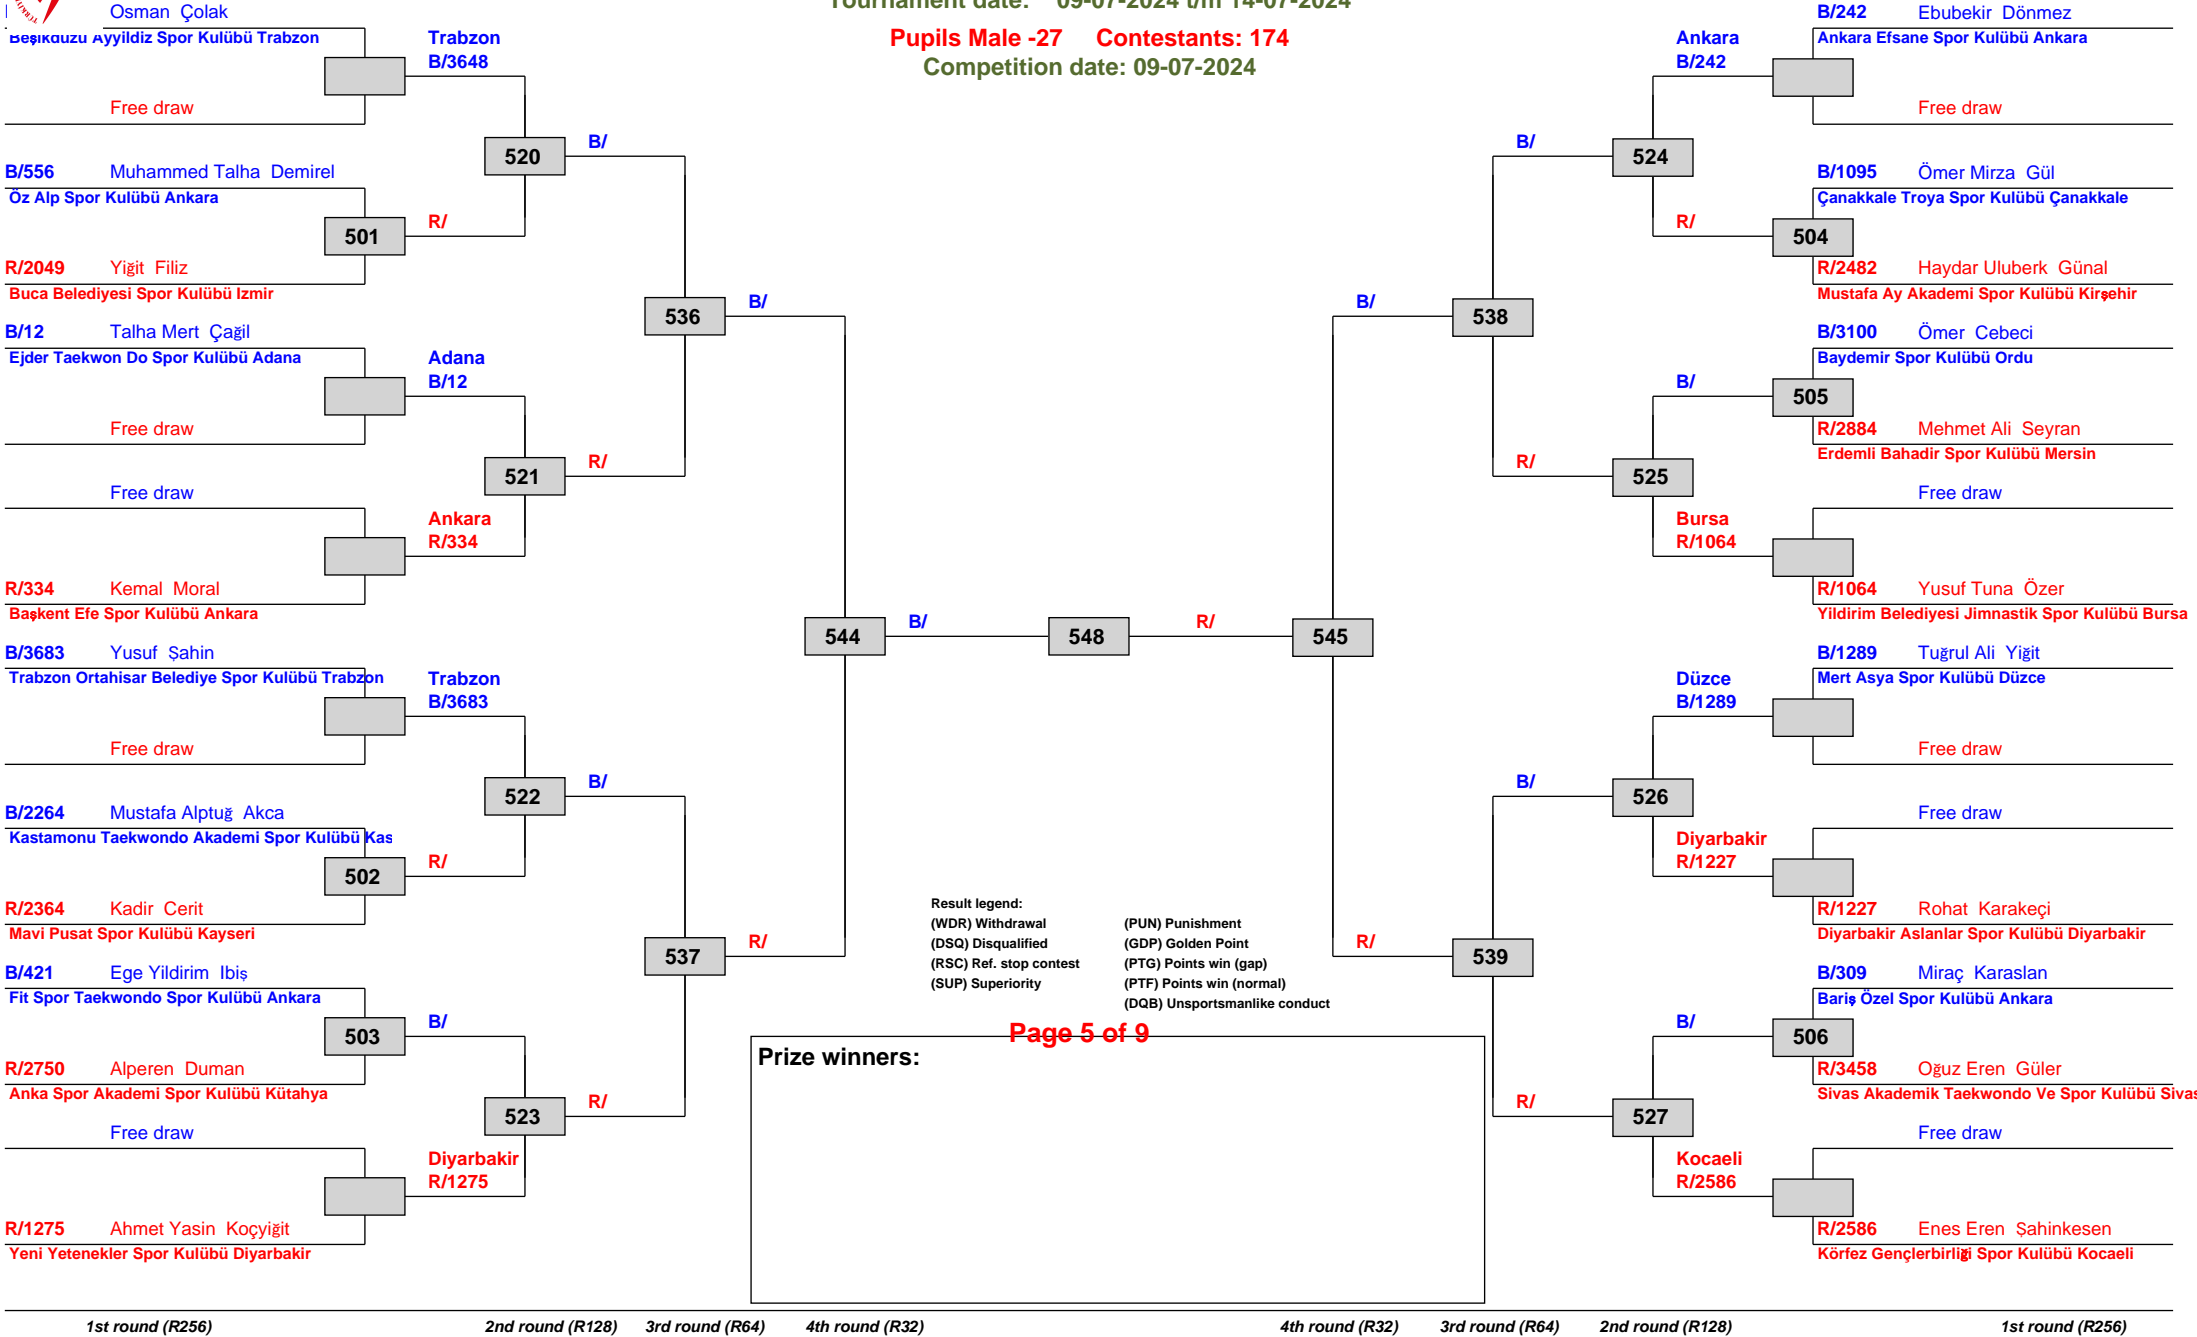 Tournament date: 09-07-2024 t/m 14-07-2024
Pupils Male -27 Contestants: 174
Competition date: 09-07-2024
Osman Çolak
Beşikdüzü Ayyildiz Spor Kulübü Trabzon
Free draw
B/556 Muhammed Talha Demirel
Öz Alp Spor Kulübü Ankara
501
R/2049 Yiğit Filiz
Buca Belediyesi Spor Kulübü Izmir
B/12 Talha Mert Çağil
Ejder Taekwon Do Spor Kulübü Adana
Free draw
Free draw
R/334 Kemal Moral
Başkent Efe Spor Kulübü Ankara
B/3683 Yusuf Şahin
Trabzon Ortahisar Belediye Spor Kulübü Trabzon
Free draw
B/2264 Mustafa Alptuğ Akca
Kastamonu Taekwondo Akademi Spor Kulübü Kas
502
R/2364 Kadir Cerit
Mavi Pusat Spor Kulübü Kayseri
B/421 Ege Yildirim Ibiş
Fit Spor Taekwondo Spor Kulübü Ankara
503
R/2750 Alperen Duman
Anka Spor Akademi Spor Kulübü Kütahya
Free draw
R/1275 Ahmet Yasin Koçyiğit
Yeni Yetenekler Spor Kulübü Diyarbakir
Trabzon
B/3648
520
R/
Adana
B/12
521
Ankara
R/334
Trabzon
B/3683
522
R/
B/
523
Diyarbakir
R/1275
B/
536
R/
B/
537
R/
B/
544
R/
B/
548
R/
545
B/
R/
B/
538
R/
B/
539
R/
Ankara
B/242
524
R/
B/
525
Bursa
R/1064
Düzce
B/1289
526
Diyarbakir
R/1227
B/
527
Kocaeli
R/2586
B/242 Ebubekir Dönmez
Ankara Efsane Spor Kulübü Ankara
Free draw
B/1095 Ömer Mirza Gül
Çanakkale Troya Spor Kulübü Çanakkale
504
R/2482 Haydar Uluberk Günal
Mustafa Ay Akademi Spor Kulübü Kirşehir
B/3100 Ömer Cebeci
Baydemir Spor Kulübü Ordu
505
R/2884 Mehmet Ali Seyran
Erdemli Bahadir Spor Kulübü Mersin
Free draw
R/1064 Yusuf Tuna Özer
Yildirim Belediyesi Jimnastik Spor Kulübü Bursa
B/1289 Tuğrul Ali Yiğit
Mert Asya Spor Kulübü Düzce
Free draw
Free draw
R/1227 Rohat Karakeçi
Diyarbakir Aslanlar Spor Kulübü Diyarbakir
B/309 Miraç Karaslan
Bariş Özel Spor Kulübü Ankara
506
R/3458 Oğuz Eren Güler
Sivas Akademik Taekwondo Ve Spor Kulübü Sivas
Free draw
R/2586 Enes Eren Şahinkesen
Körfez Gençlerbirliği Spor Kulübü Kocaeli
Result legend:
(WDR) Withdrawal (PUN) Punishment
(DSQ) Disqualified (GDP) Golden Point
(RSC) Ref. stop contest (PTG) Points win (gap)
(SUP) Superiority (PTF) Points win (normal)
(DQB) Unsportsmanlike conduct
Page 5 of 9
Prize winners:
1st round (R256) 2nd round (R128) 3rd round (R64) 4th round (R32) 4th round (R32) 3rd round (R64) 2nd round (R128) 1st round (R256)